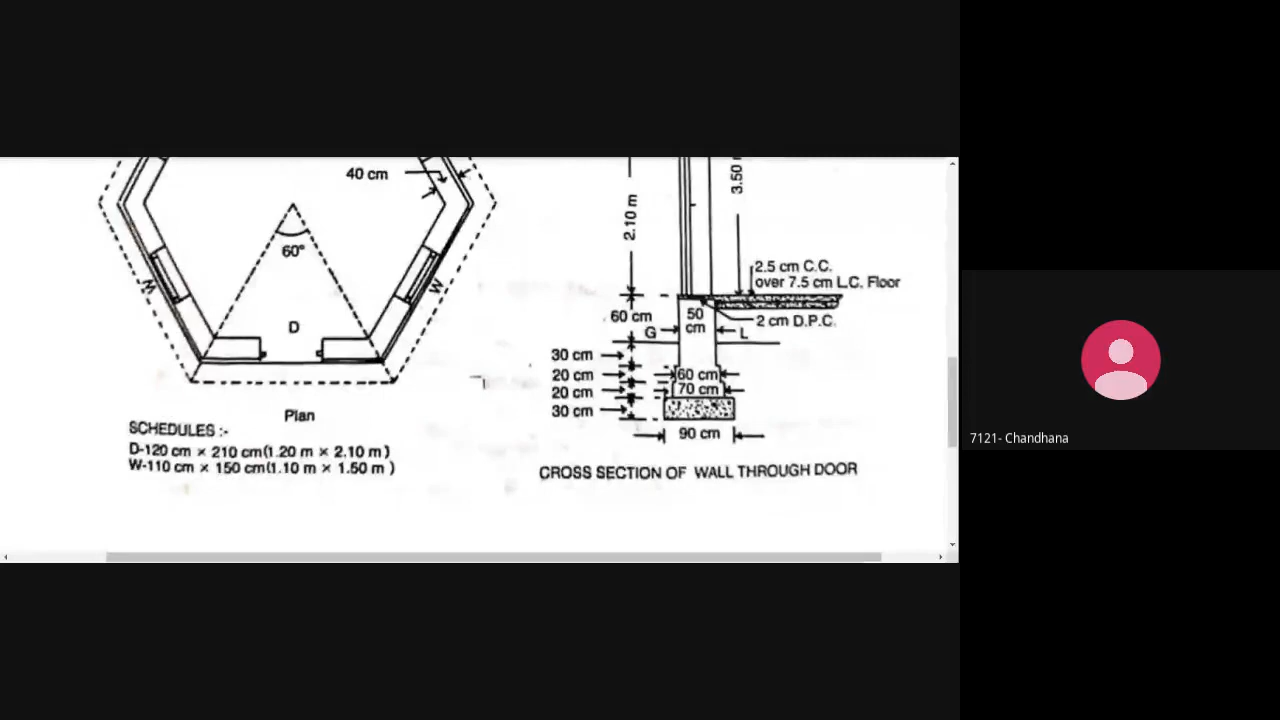 40 cm
60°
W
W
D
Plan
SCHEDULES :-
D-120 cm × 210 cm(1.20 m × 2.10 m)
W-110 cm × 150 cm(1.10 m × 1.50 m)
2.10 m
3.50
2.5 cm C.C.
over 7.5 cm L.C. Floor
60 cm
50
cm
2 cm D.P.C.
G
L
30 cm
20 cm
60 cm
20 cm
70 cm
30 cm
90 cm
CROSS SECTION OF WALL THROUGH DOOR
7121- Chandhana